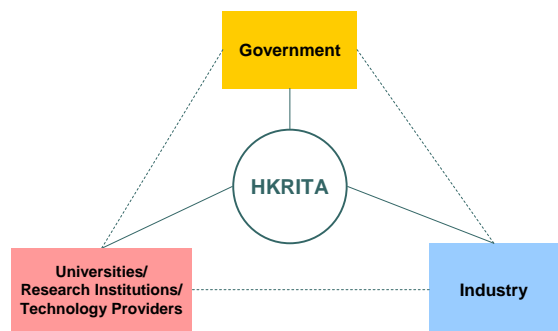 Government
HKRITA
Universities/
Research Institutions/
Technology Providers
Industry